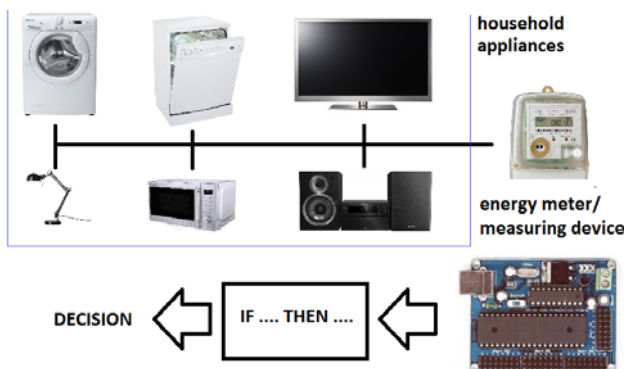 household
appliances
energy meter/
measuring device
DECISION
IF .... THEN ....